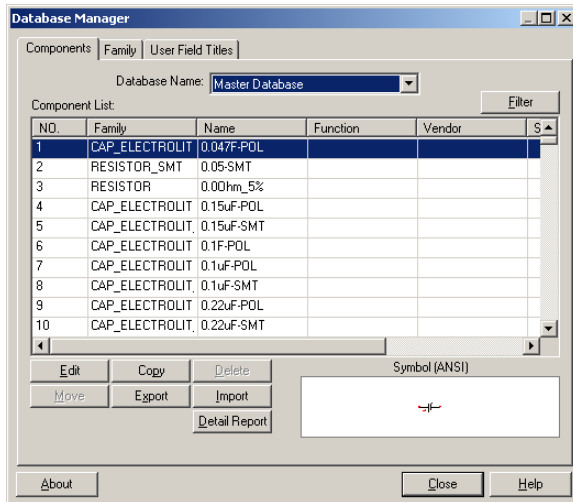 Database Manager
Components Family User Field Titles
Database Name: Master Database
Component List: Filter
NO. Family Name Function Vendor S
1 CAP_ELECTROLIT 0.047F-POL
2 RESISTOR_SMT 0.05-SMT
3 RESISTOR 0.0Ohm_5%
4 CAP_ELECTROLIT 0.15uF-POL
5 CAP_ELECTROLIT_ 0.15uF-SMT
6 CAP_ELECTROLIT 0.1F-POL
7 CAP_ELECTROLIT 0.1uF-POL
8 CAP_ELECTROLIT_ 0.1uF-SMT
9 CAP_ELECTROLIT 0.22uF-POL
10 CAP_ELECTROLIT_ 0.22uF-SMT
Edit Copy Delete Symbol (ANSI)
Move Export Import
Detail Report
About Close Help